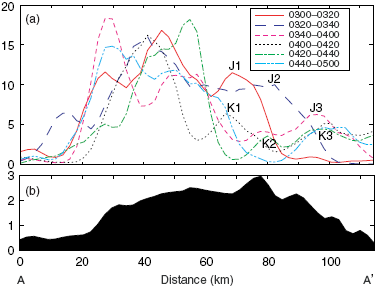 20
(a)
0300−0320
0320−0340
0340−0400
0400−0420
0420−0440
0440−0500
15
J1
J2
10
K1
J3
5
K2
K3
0
3
(b)
2
1
0
0 20 40 60 80 100
A Distance (km) A'